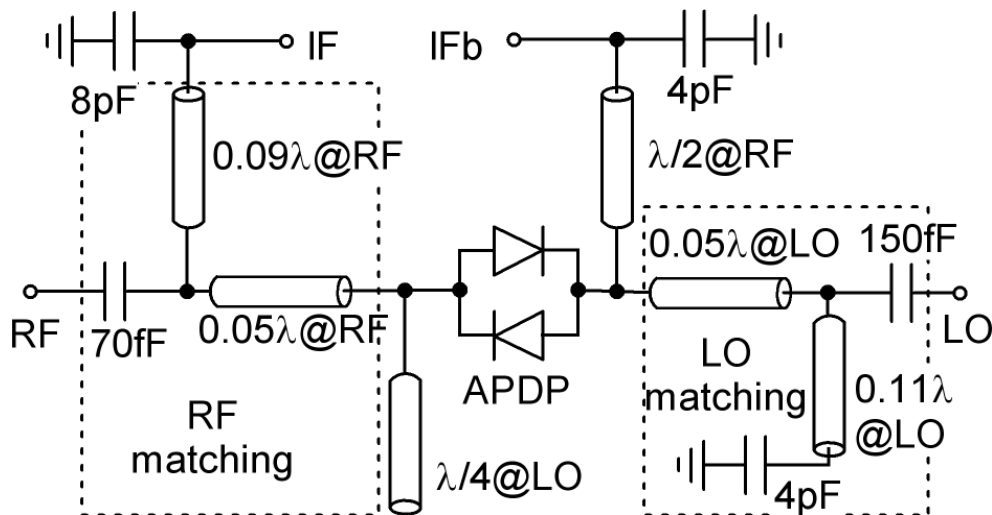 IF
IFb
8pF
4pF
0.09λ@RF
λ/2@RF
0.05λ@LO
150fF
RF
70fF
0.05λ@RF
APDP
LO
matching
LO
0.11λ
@LO
RF
matching
λ/4@LO
4pF